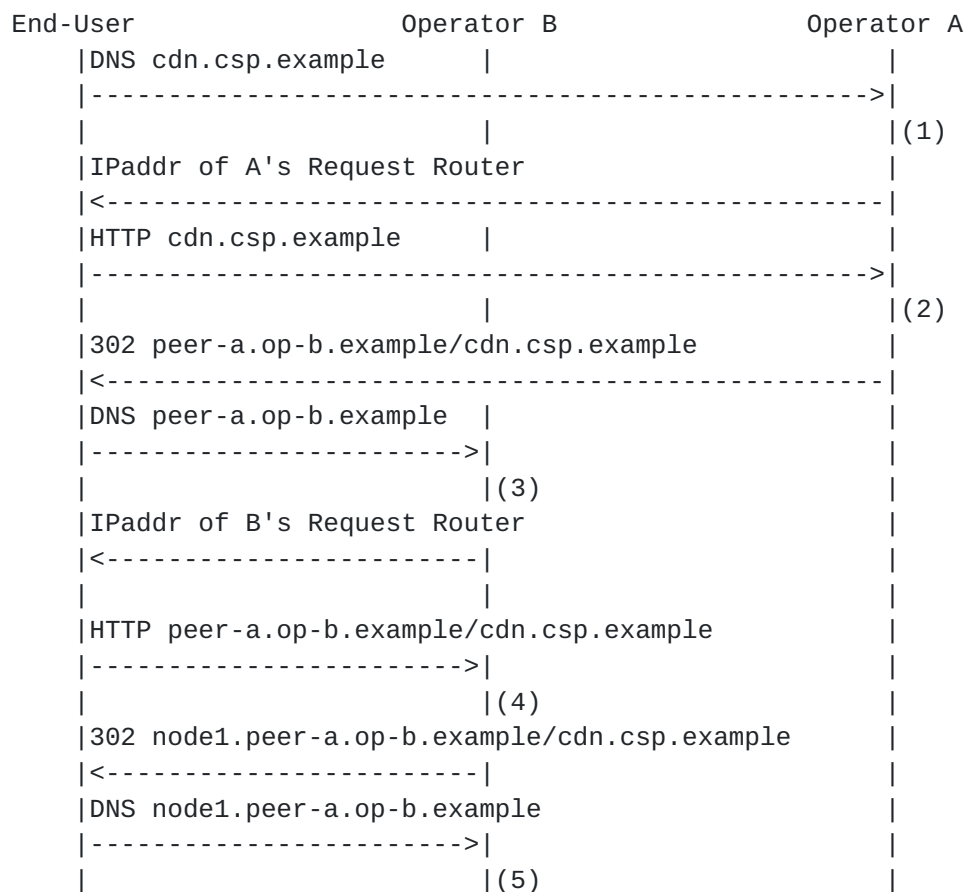 End-User                 Operator B                Operator A
    |DNS cdn.csp.example      |                         |
    |-------------------------------------------------->|
    |                         |                         |(1)
    |IPaddr of A's Request Router                       |
    |<--------------------------------------------------|
    |HTTP cdn.csp.example     |                         |
    |-------------------------------------------------->|
    |                         |                         |(2)
    |302 peer-a.op-b.example/cdn.csp.example            |
    |<--------------------------------------------------|
    |DNS peer-a.op-b.example  |                         |
    |------------------------>|                         |
    |                         |(3)                      |
    |IPaddr of B's Request Router                       |
    |<------------------------|                         |
    |                         |                         |
    |HTTP peer-a.op-b.example/cdn.csp.example           |
    |------------------------>|                         |
    |                         |(4)                      |
    |302 node1.peer-a.op-b.example/cdn.csp.example      |
    |<------------------------|                         |
    |DNS node1.peer-a.op-b.example                      |
    |------------------------>|                         |
    |                         |(5)                      |